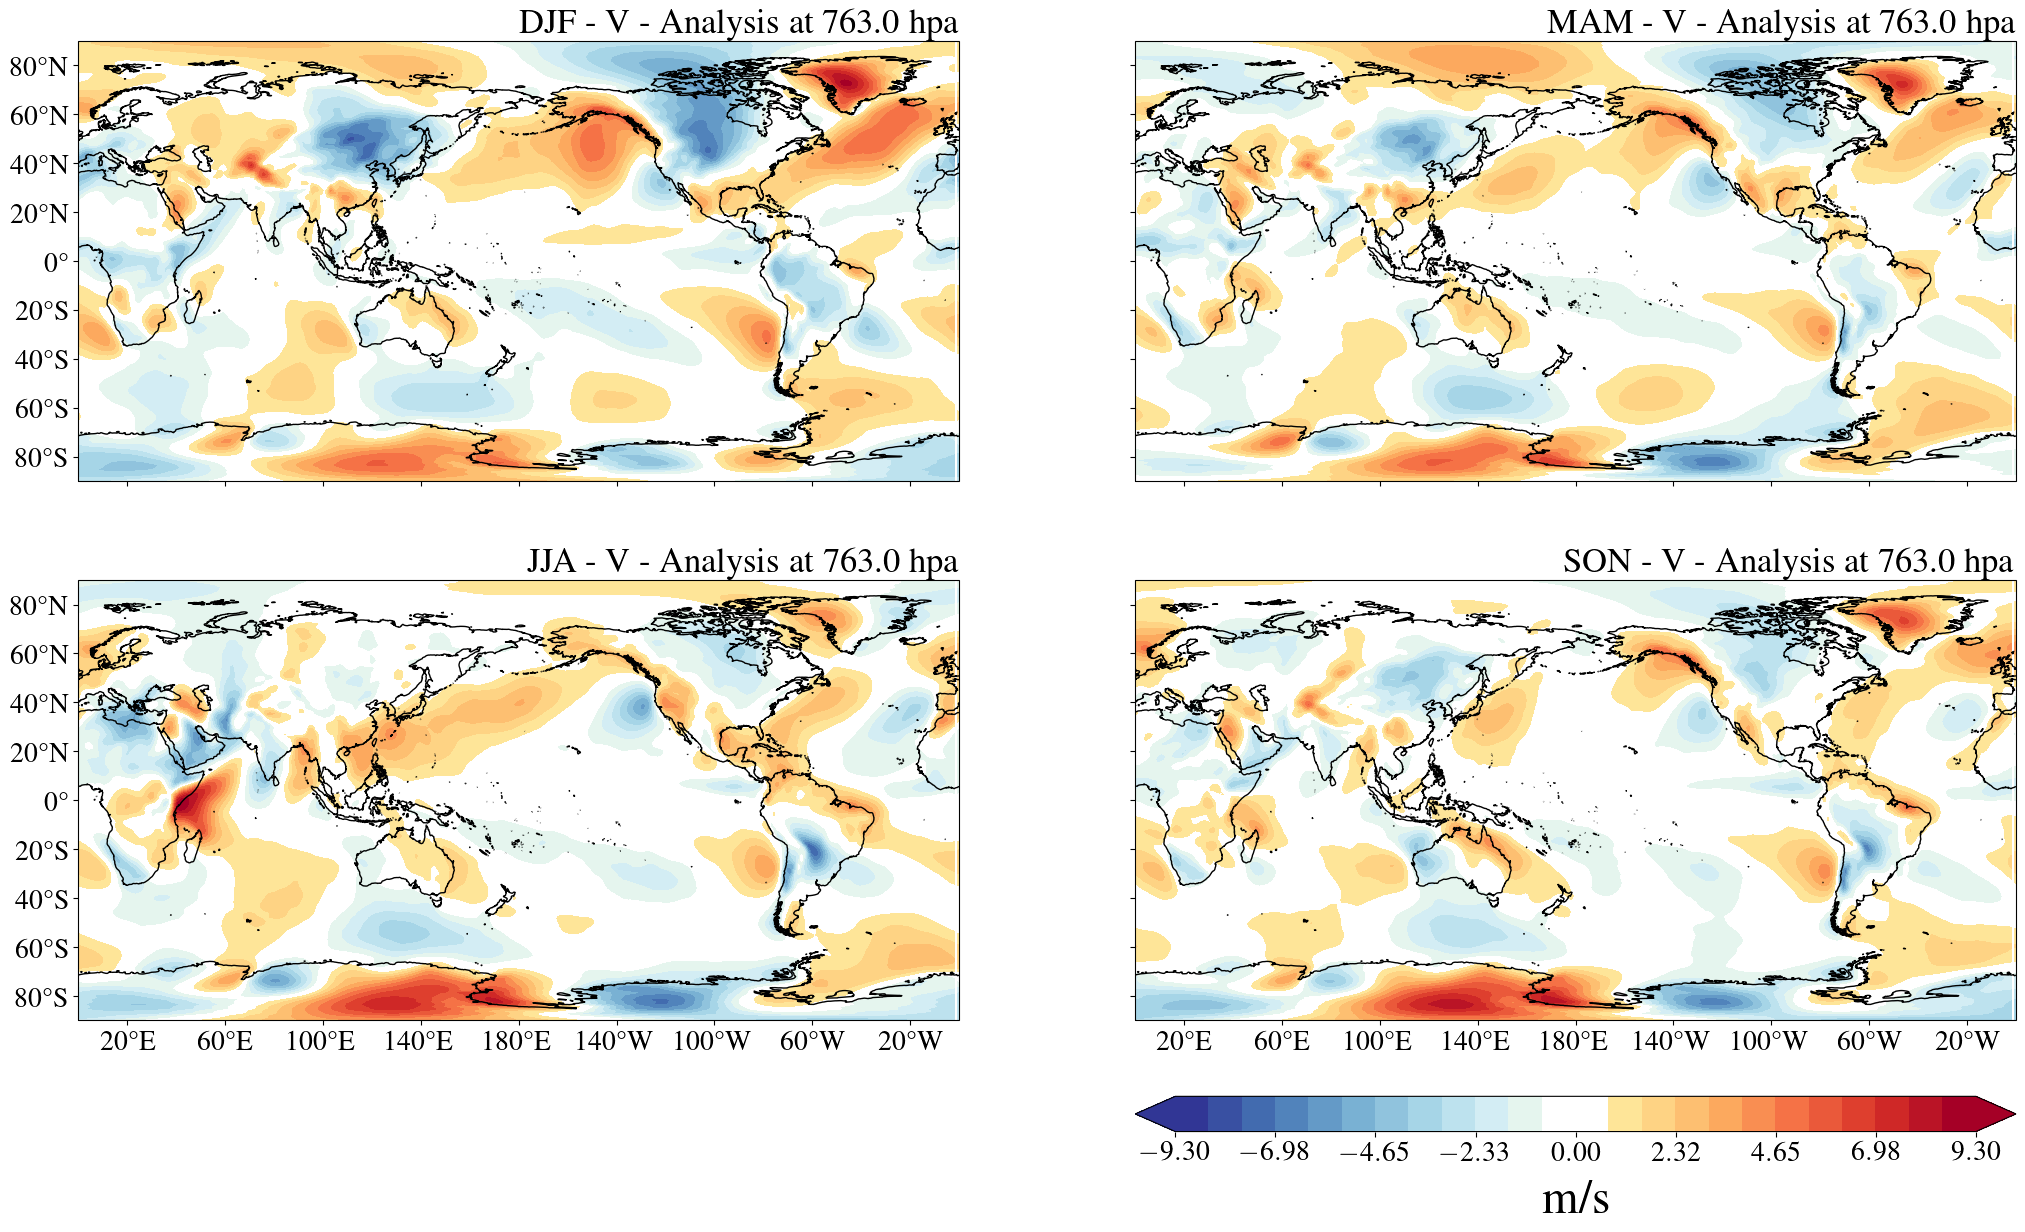 DJF - V - Analysis at 763.0 hpa
MAM - V - Analysis at 763.0 hpa
80°N
60°N
40°N
20°N
0°
20°S
40°S
60°S
80°S
JJA - V - Analysis at 763.0 hpa
SON - V - Analysis at 763.0 hpa
80°N
60°N
40°N
20°N
0°
20°S
40°S
60°S
80°S
20°E 60°E 100°E 140°E 180°E 140°W 100°W 60°W 20°W
20°E 60°E 100°E 140°E 180°E 140°W 100°W 60°W 20°W
−9.30 −6.98 −4.65 −2.33 0.00 2.32 4.65 6.98 9.30
m/s